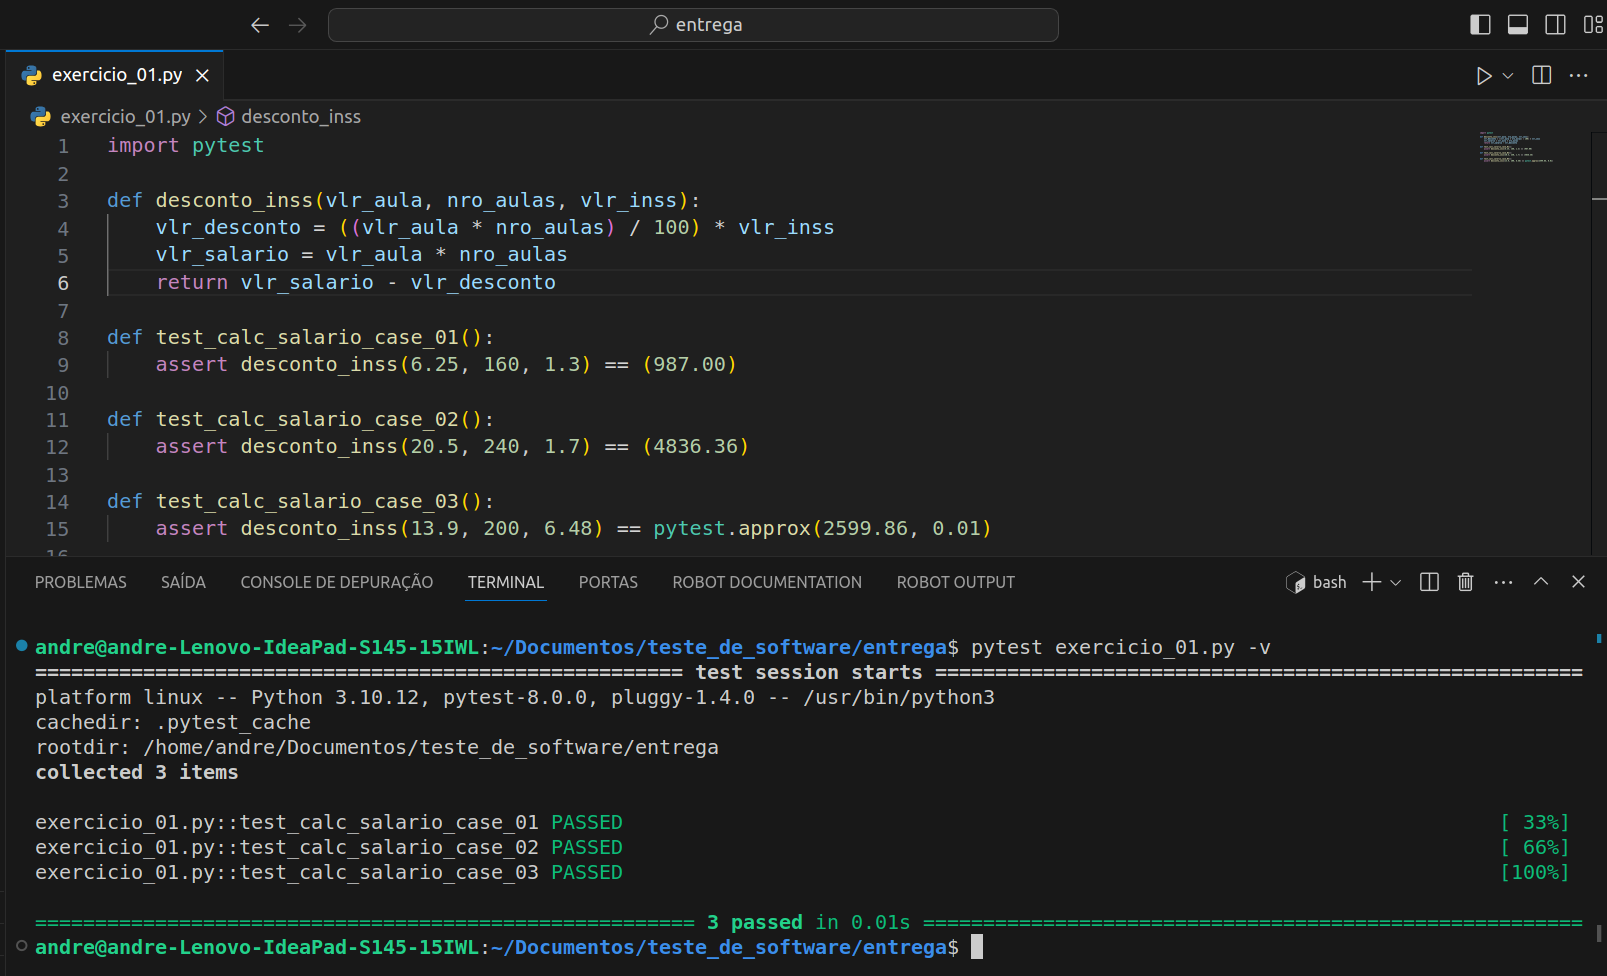 entrega
exercicio_01.py
exercicio_01.py > desconto_inss
1 import pytest
2
3 def desconto_inss(vlr_aula, nro_aulas, vlr_inss):
4     vlr_desconto = ((vlr_aula * nro_aulas) / 100) * vlr_inss
5     vlr_salario = vlr_aula * nro_aulas
6     return vlr_salario - vlr_desconto
7
8 def test_calc_salario_case_01():
9     assert desconto_inss(6.25, 160, 1.3) == (987.00)
10
11 def test_calc_salario_case_02():
12     assert desconto_inss(20.5, 240, 1.7) == (4836.36)
13
14 def test_calc_salario_case_03():
15     assert desconto_inss(13.9, 200, 6.48) == pytest.approx(2599.86, 0.01)
16
PROBLEMAS SAÍDA CONSOLE DE DEPURAÇÃO TERMINAL PORTAS ROBOT DOCUMENTATION ROBOT OUTPUT bash
andre@andre-Lenovo-IdeaPad-S145-15IWL:~/Documentos/teste_de_software/entrega$ pytest exercicio_01.py -v
====================================================== test session starts ======================================================
platform linux -- Python 3.10.12, pytest-8.0.0, pluggy-1.4.0 -- /usr/bin/python3
cachedir: .pytest_cache
rootdir: /home/andre/Documentos/teste_de_software/entrega
collected 3 items
exercicio_01.py::test_calc_salario_case_01 PASSED [ 33%]
exercicio_01.py::test_calc_salario_case_02 PASSED [ 66%]
exercicio_01.py::test_calc_salario_case_03 PASSED [100%]
======================================================= 3 passed in 0.01s =======================================================
andre@andre-Lenovo-IdeaPad-S145-15IWL:~/Documentos/teste_de_software/entrega$